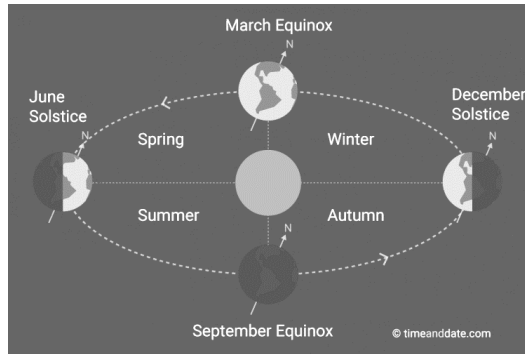 March Equinox
N
June
Solstice
December
Solstice
N
N
Spring
Winter
Summer
Autumn
N
September Equinox
© timeanddate.com